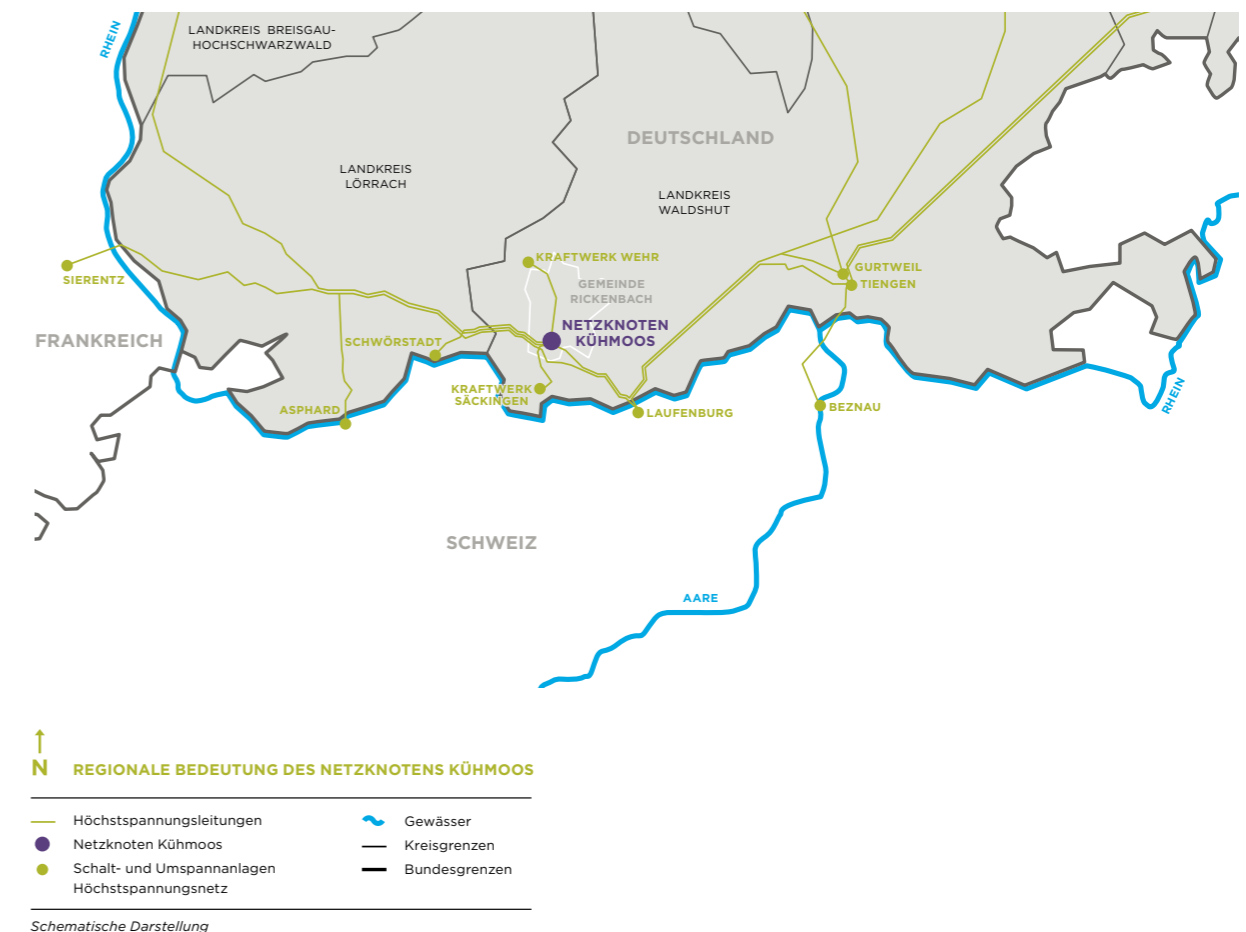 RHEIN
LANDKREIS BREISGAU-
HOCHSCHWARZWALD
DEUTSCHLAND
LANDKREIS
LÖRRACH
LANDKREIS
WALDSHUT
KRAFTWERK WEHR
GURTWEIL
TIENGEN
SIERENTZ
GEMEINDE
RICKENBACH
NETZKNOTEN
KÜHMOOS
FRANKREICH
SCHWÖRSTADT
KRAFTWERK
SÄCKINGEN
ASPHARD
LAUFENBURG
BEZNAU
RHEIN
SCHWEIZ
AARE
N REGIONALE BEDEUTUNG DES NETZKNOTENS KÜHMOOS
Höchstspannungsleitungen
Netzknoten Kühmoos
Schalt- und Umspannanlagen
Höchstspannungsnetz
Gewässer
Kreisgrenzen
Bundesgrenzen
Schematische Darstellung